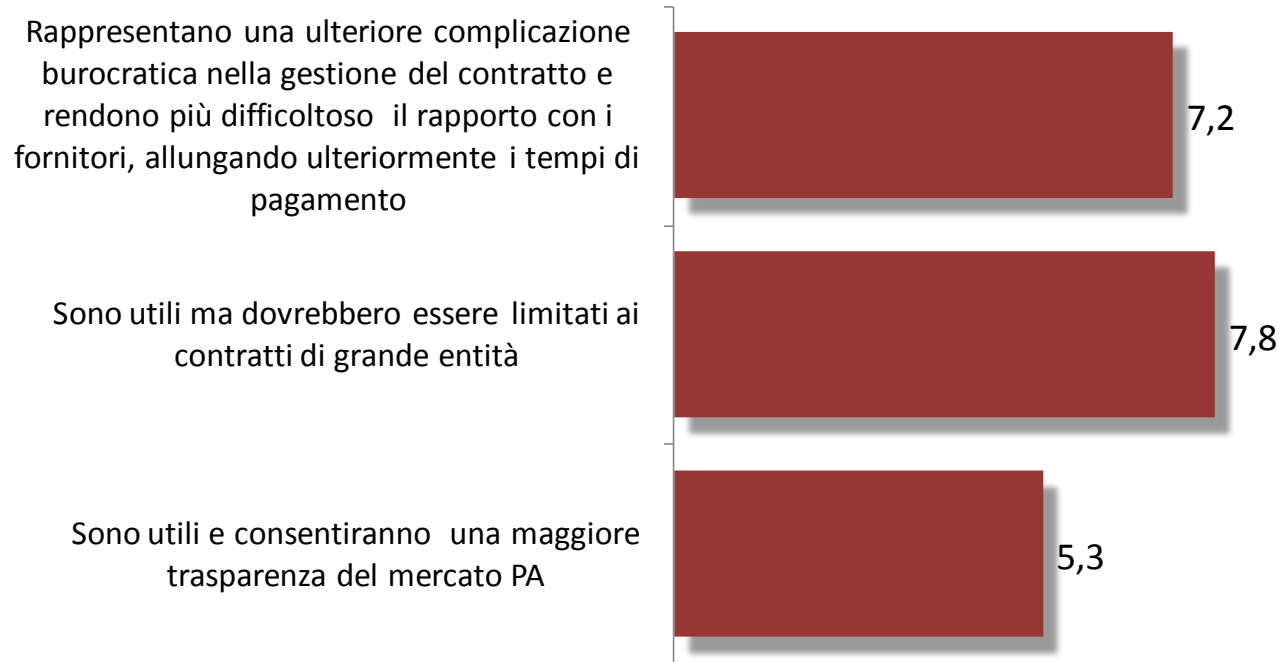 Rappresentano una ulteriore complicazione
burocratica nella gestione del contratto e
rendono più difficoltoso il rapporto con i
fornitori, allungando ulteriormente i tempi di
pagamento
7,2
Sono utili ma dovrebbero essere limitati ai
contratti di grande entità
7,8
Sono utili e consentiranno una maggiore
trasparenza del mercato PA
5,3